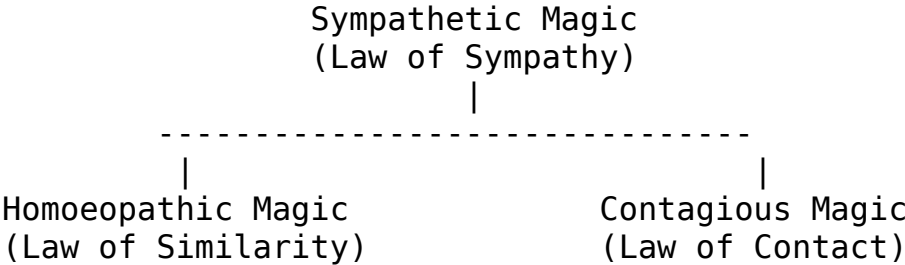 Sympathetic Magic
(Law of Sympathy)
|
-------------------------------
| |
Homoeopathic Magic Contagious Magic
(Law of Similarity) (Law of Contact)